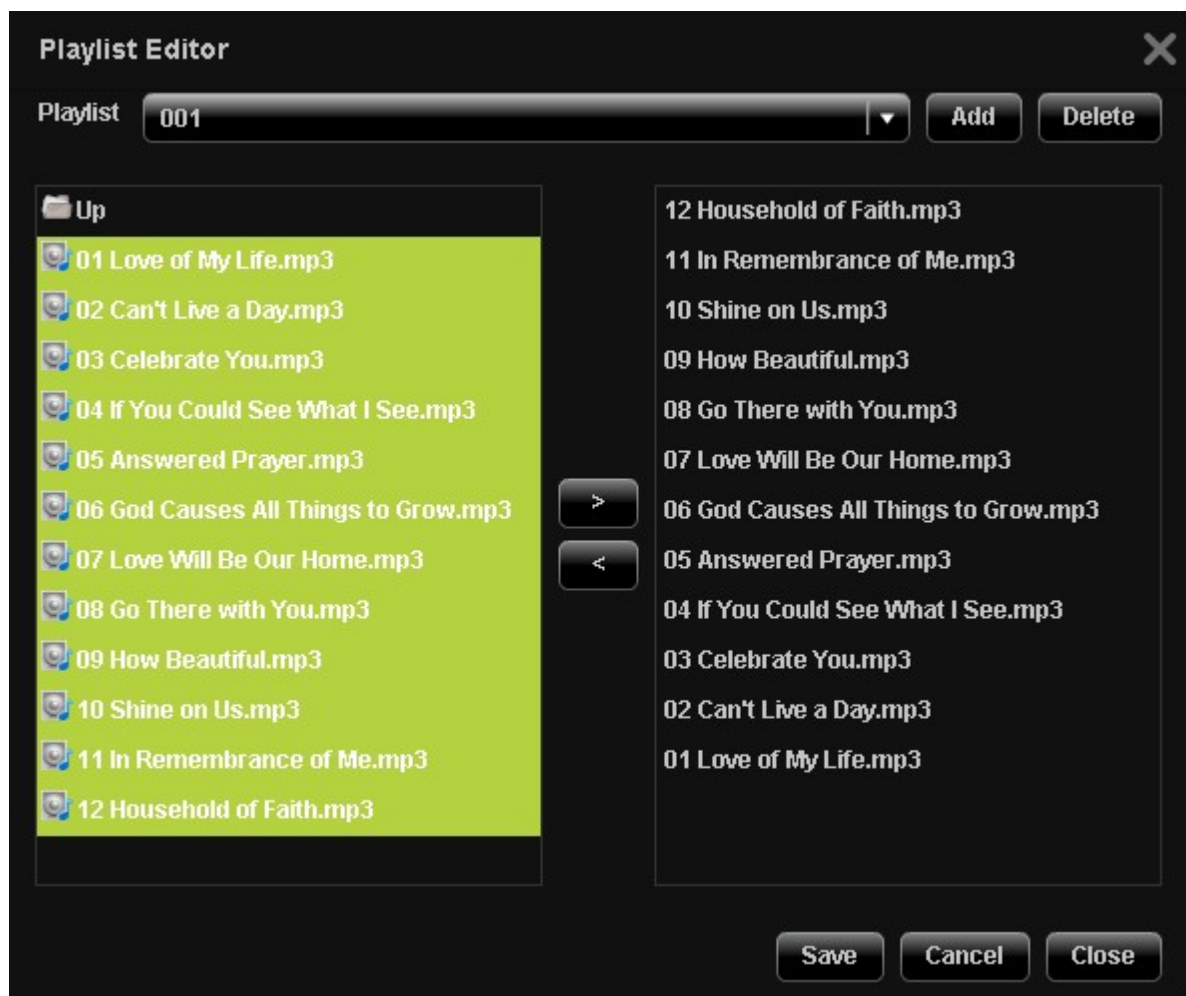 Playlist Editor
Playlist
001
Add
Delete
Up
01 Love of My Life.mp3
02 Can't Live a Day.mp3
03 Celebrate You.mp3
04 If You Could See What I See.mp3
05 Answered Prayer.mp3
06 God Causes All Things to Grow.mp3
07 Love Will Be Our Home.mp3
08 Go There with You.mp3
09 How Beautiful.mp3
10 Shine on Us.mp3
11 In Remembrance of Me.mp3
12 Household of Faith.mp3
>
<
12 Household of Faith.mp3
11 In Remembrance of Me.mp3
10 Shine on Us.mp3
09 How Beautiful.mp3
08 Go There with You.mp3
07 Love Will Be Our Home.mp3
06 God Causes All Things to Grow.mp3
05 Answered Prayer.mp3
04 If You Could See What I See.mp3
03 Celebrate You.mp3
02 Can't Live a Day.mp3
01 Love of My Life.mp3
Save
Cancel
Close